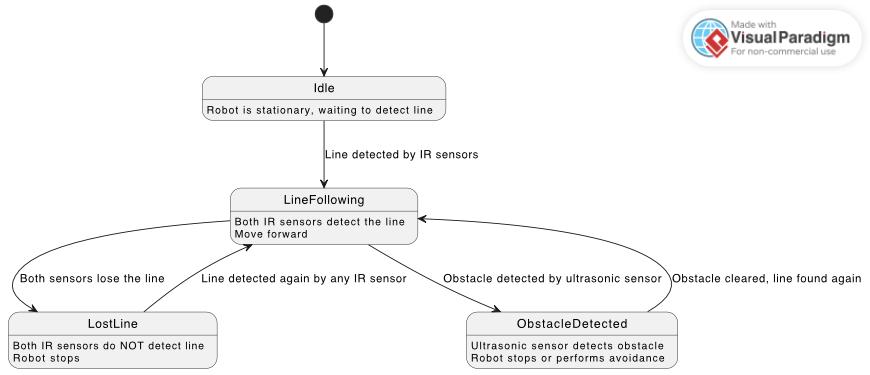 Made with
Visual Paradigm
For non-commercial use
Idle
Robot is stationary, waiting to detect line
Line detected by IR sensors
LineFollowing
Both IR sensors detect the line
Move forward
Both sensors lose the line
Line detected again by any IR sensor
Obstacle detected by ultrasonic sensor
Obstacle cleared, line found again
LostLine
Both IR sensors do NOT detect line
Robot stops
ObstacleDetected
Ultrasonic sensor detects obstacle
Robot stops or performs avoidance